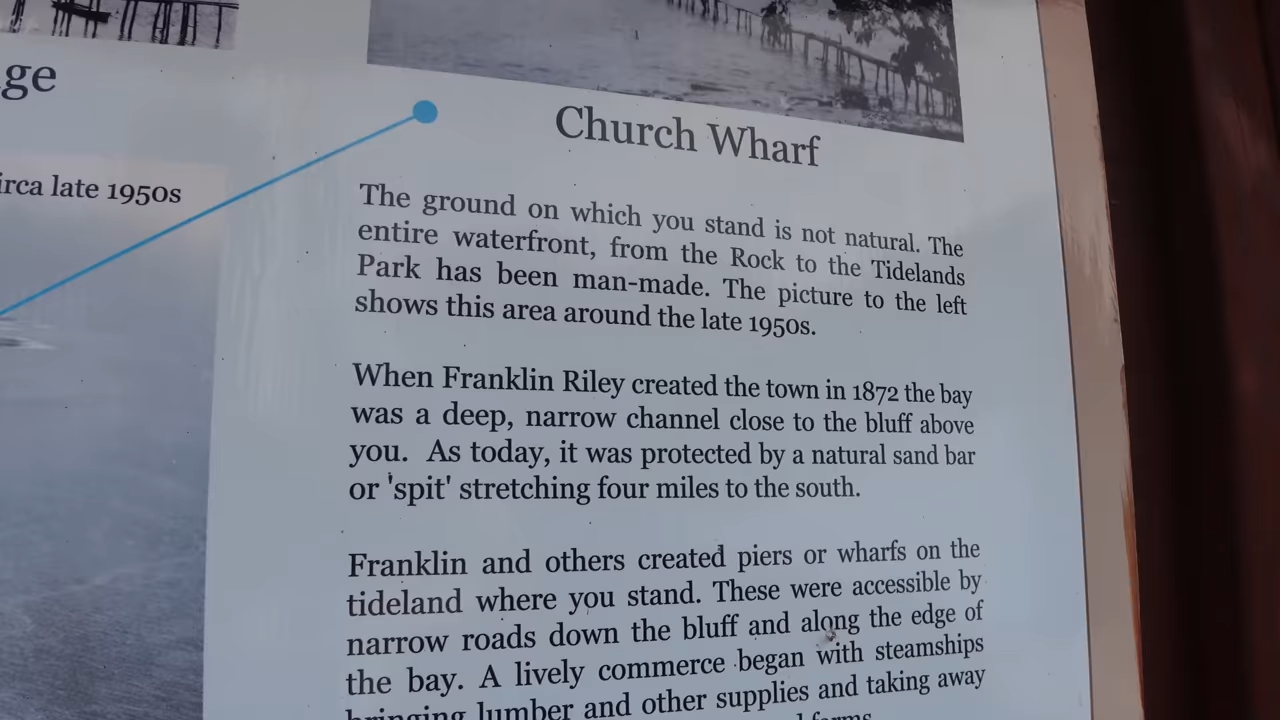 ge
irca late 1950s
Church Wharf
The ground on which you stand is not natural. The
entire waterfront, from the Rock to the Tidelands
Park has been man-made. The picture to the left
shows this area around the late 1950s.
When Franklin Riley created the town in 1872 the bay
was a deep, narrow channel close to the bluff above
you. As today, it was protected by a natural sand bar
or 'spit' stretching four miles to the south.
Franklin and others created piers or wharfs on the
tideland where you stand. These were accessible by
narrow roads down the bluff and along the edge of
the bay. A lively commerce began with steamships
bringing lumber and other supplies and taking away
farms